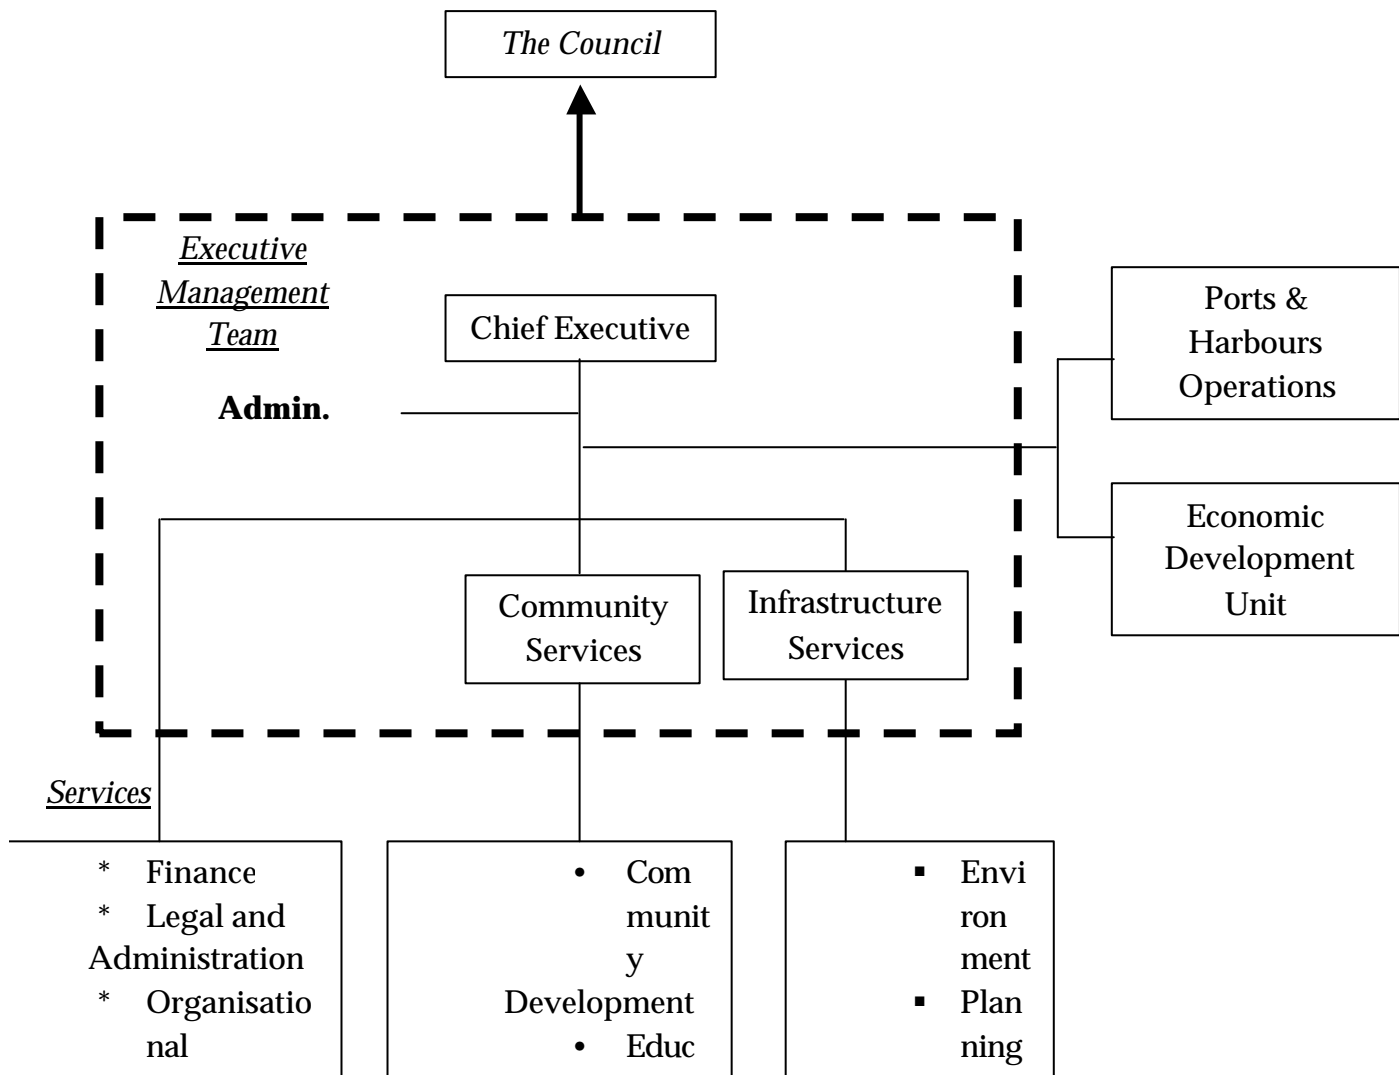 The Council
Executive
Management
Team
Chief Executive
Admin.
Ports &
Harbours
Operations
Economic
Development
Unit
Community
Services
Infrastructure
Services
Services
* Finance
* Legal and
Administration
* Organisatio
nal
• Com
munit
y
Development
• Educ
▪ Envi
ron
ment
▪ Plan
ning